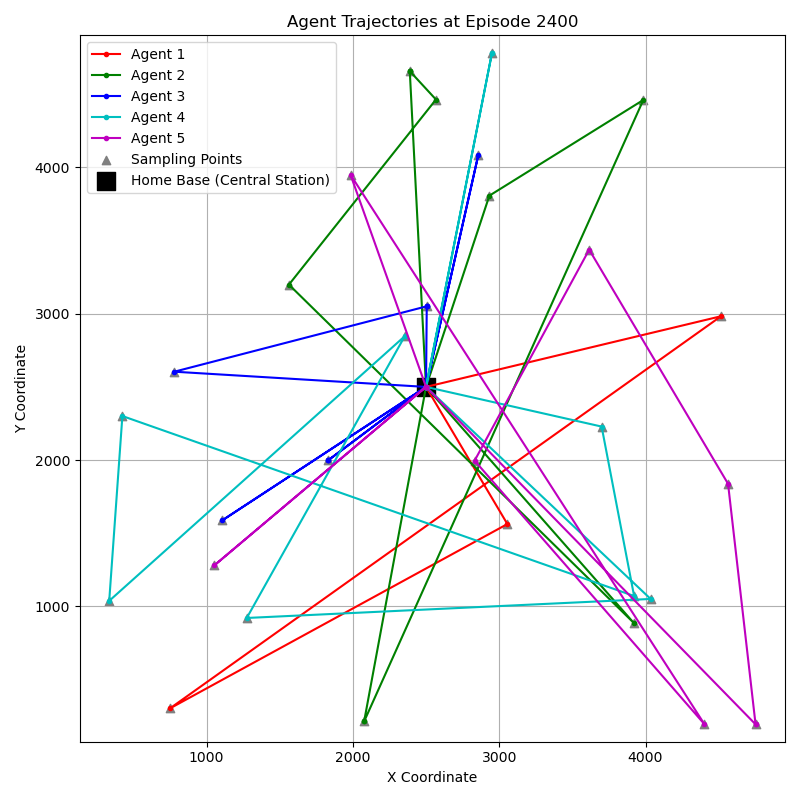 Agent Trajectories at Episode 2400
Agent 1
Agent 2
Agent 3
Agent 4
Agent 5
Sampling Points
Home Base (Central Station)
Y Coordinate
4000
3000
2000
1000
1000 2000 3000 4000
X Coordinate